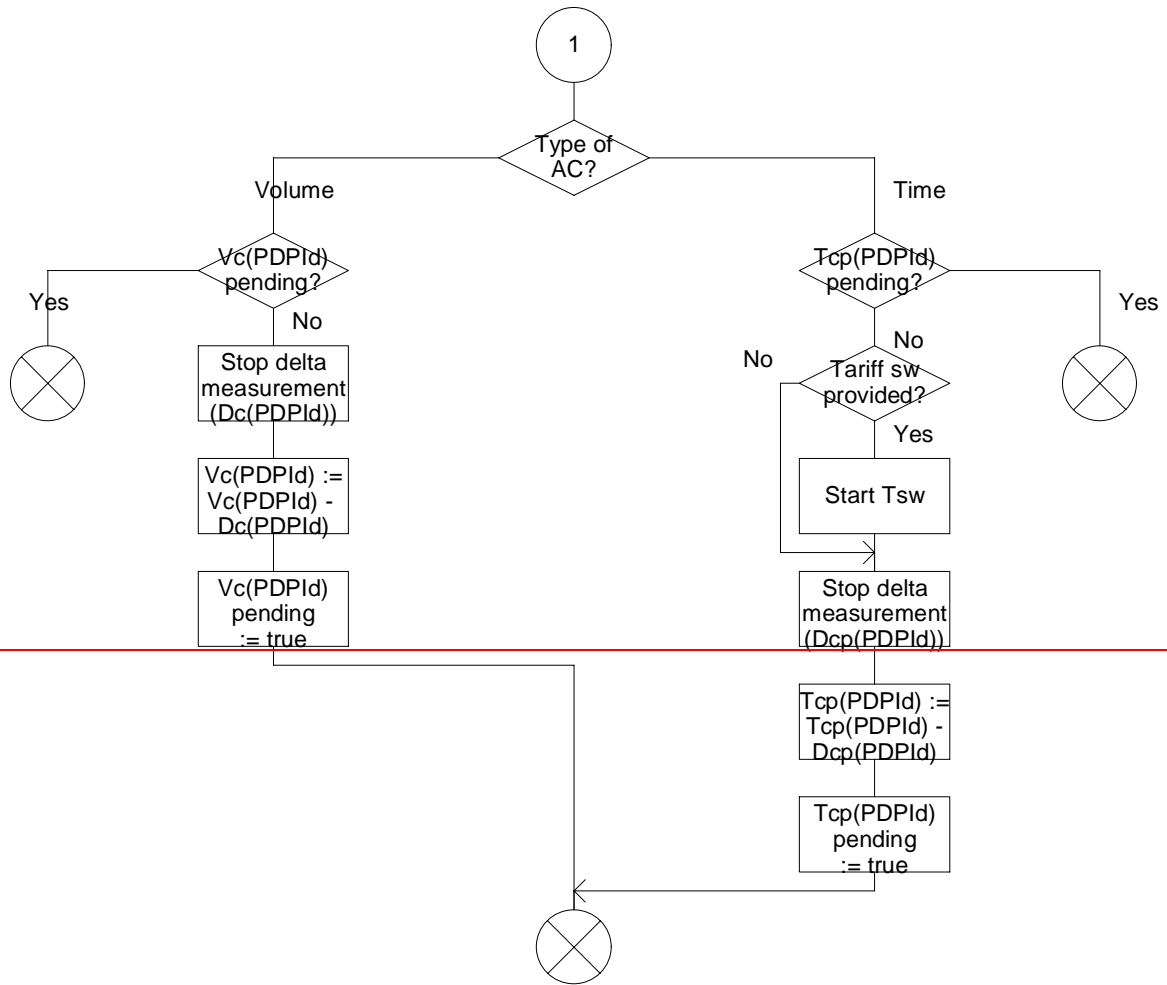 1
Type of
AC?
Volume
Time
Vc(PDPId)
pending?
Tcp(PDPId)
pending?
Yes
Yes
No
No
Stop delta
measurement
(Dc(PDPId))
No
Tariff sw
provided?
Yes
Vc(PDPId) :=
Vc(PDPId) -
Dc(PDPId)
Start Tsw
Vc(PDPId)
pending
:= true
Stop delta
measurement
(Dcp(PDPId))
Tcp(PDPId) :=
Tcp(PDPId) -
Dcp(PDPId)
Tcp(PDPId)
pending
:= true